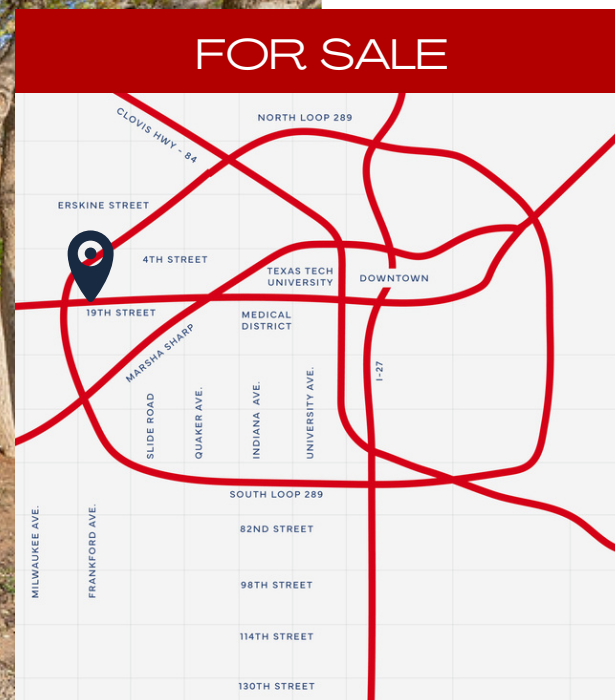 FOR SALE
CLOVIS HWY - 84
NORTH LOOP 289
ERSKINE STREET
4TH STREET
TEXAS TECH
UNIVERSITY
DOWNTOWN
19TH STREET
MEDICAL
DISTRICT
MARSHA SHARP
I-27
SLIDE ROAD
QUAKER AVE.
INDIANA AVE.
UNIVERSITY AVE.
SOUTH LOOP 289
MILWAUKEE AVE.
FRANKFORD AVE.
82ND STREET
98TH STREET
114TH STREET
130TH STREET